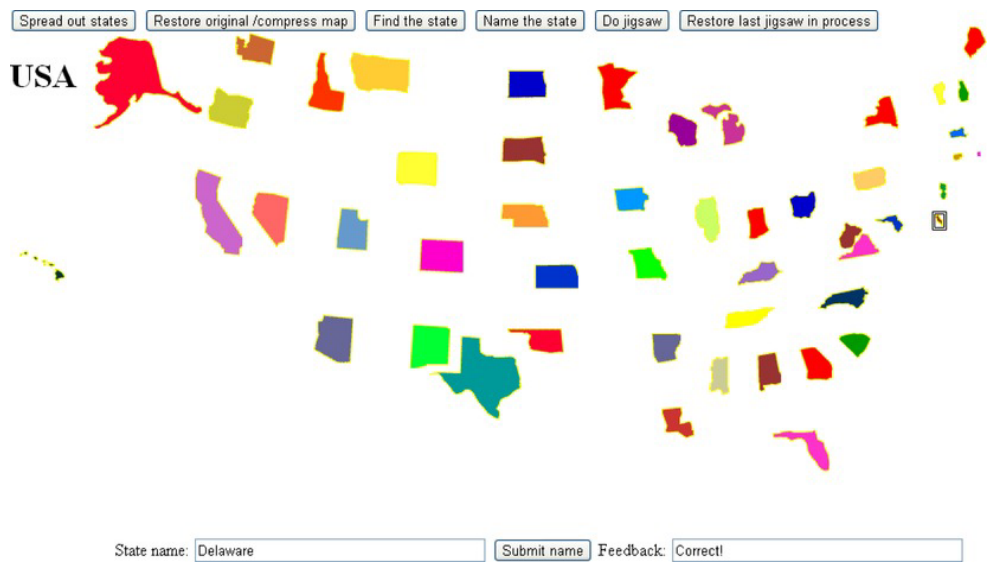 Spread out states Restore original /compress map Find the state Name the state Do jigsaw Restore last jigsaw in process
USA
State name: Delaware Submit name Feedback: Correct!